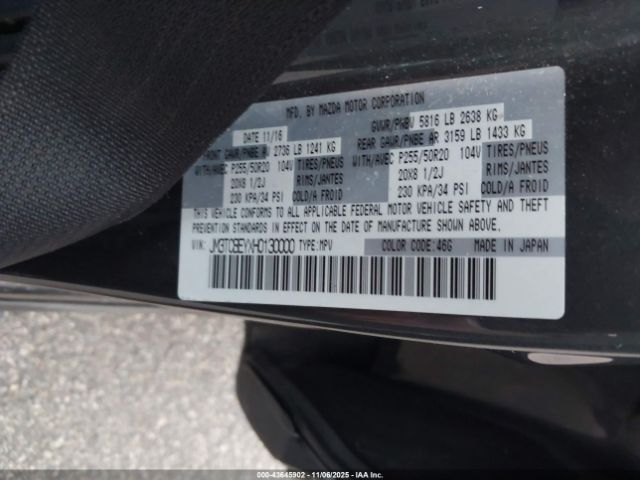 MFD. BY MAZDA MOTOR CORPORATION
DATE 11/16 GVWR/PNBV 5816 LB 2638 KG
FRONT GAWR/PNBE AV 2736 LB 1241 KG REAR GAWR/PNBE AR 3159 LB 1433 KG
WITH/AVEC P255/50R20 104V TIRES/PNEUS WITH/AVEC P255/50R20 104V TIRES/PNEUS
20X8 1/2J RIMS/JANTES 20X8 1/2J RIMS/JANTES
230 KPA/34 PSI COLD/A FROID 230 KPA/34 PSI COLD/A FROID
THIS VEHICLE CONFORMS TO ALL APPLICABLE FEDERAL MOTOR VEHICLE SAFETY AND THEFT
PREVENTION STANDARDS IN EFFECT ON THE DATE OF MANUFACTURE SHOWN ABOVE.
VIN: TYPE:MPV COLOR CODE:46G MADE IN JAPAN
000-43645902 - 11/06/2025 - IAAI.COM